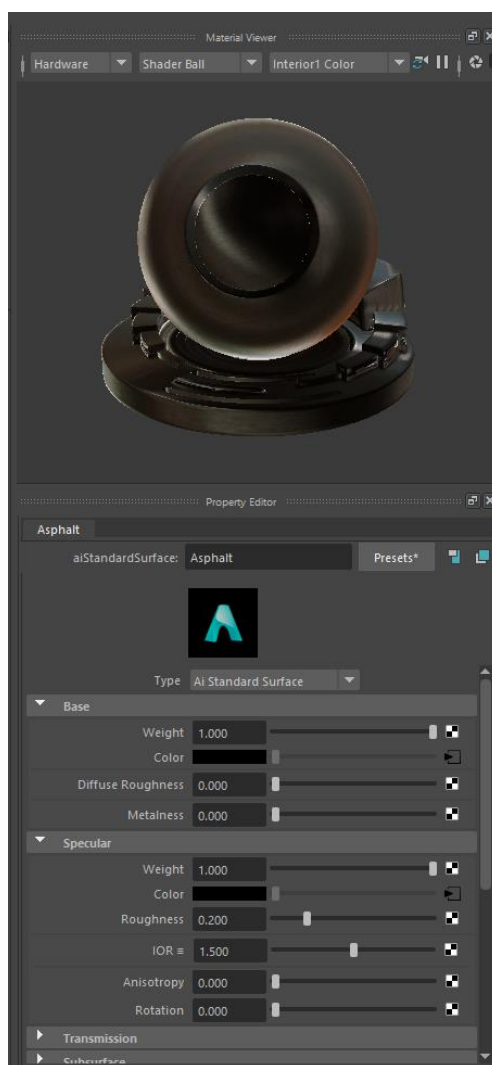 Material Viewer
Hardware Shader Ball Interior1 Color
Property Editor
Asphalt
aiStandardSurface: Asphalt Presets*
Type Ai Standard Surface
Base
Weight 1.000
Color
Diffuse Roughness 0.000
Metalness 0.000
Specular
Weight 1.000
Color
Roughness 0.200
IOR ≡ 1.500
Anisotropy 0.000
Rotation 0.000
Transmission
Subsurface